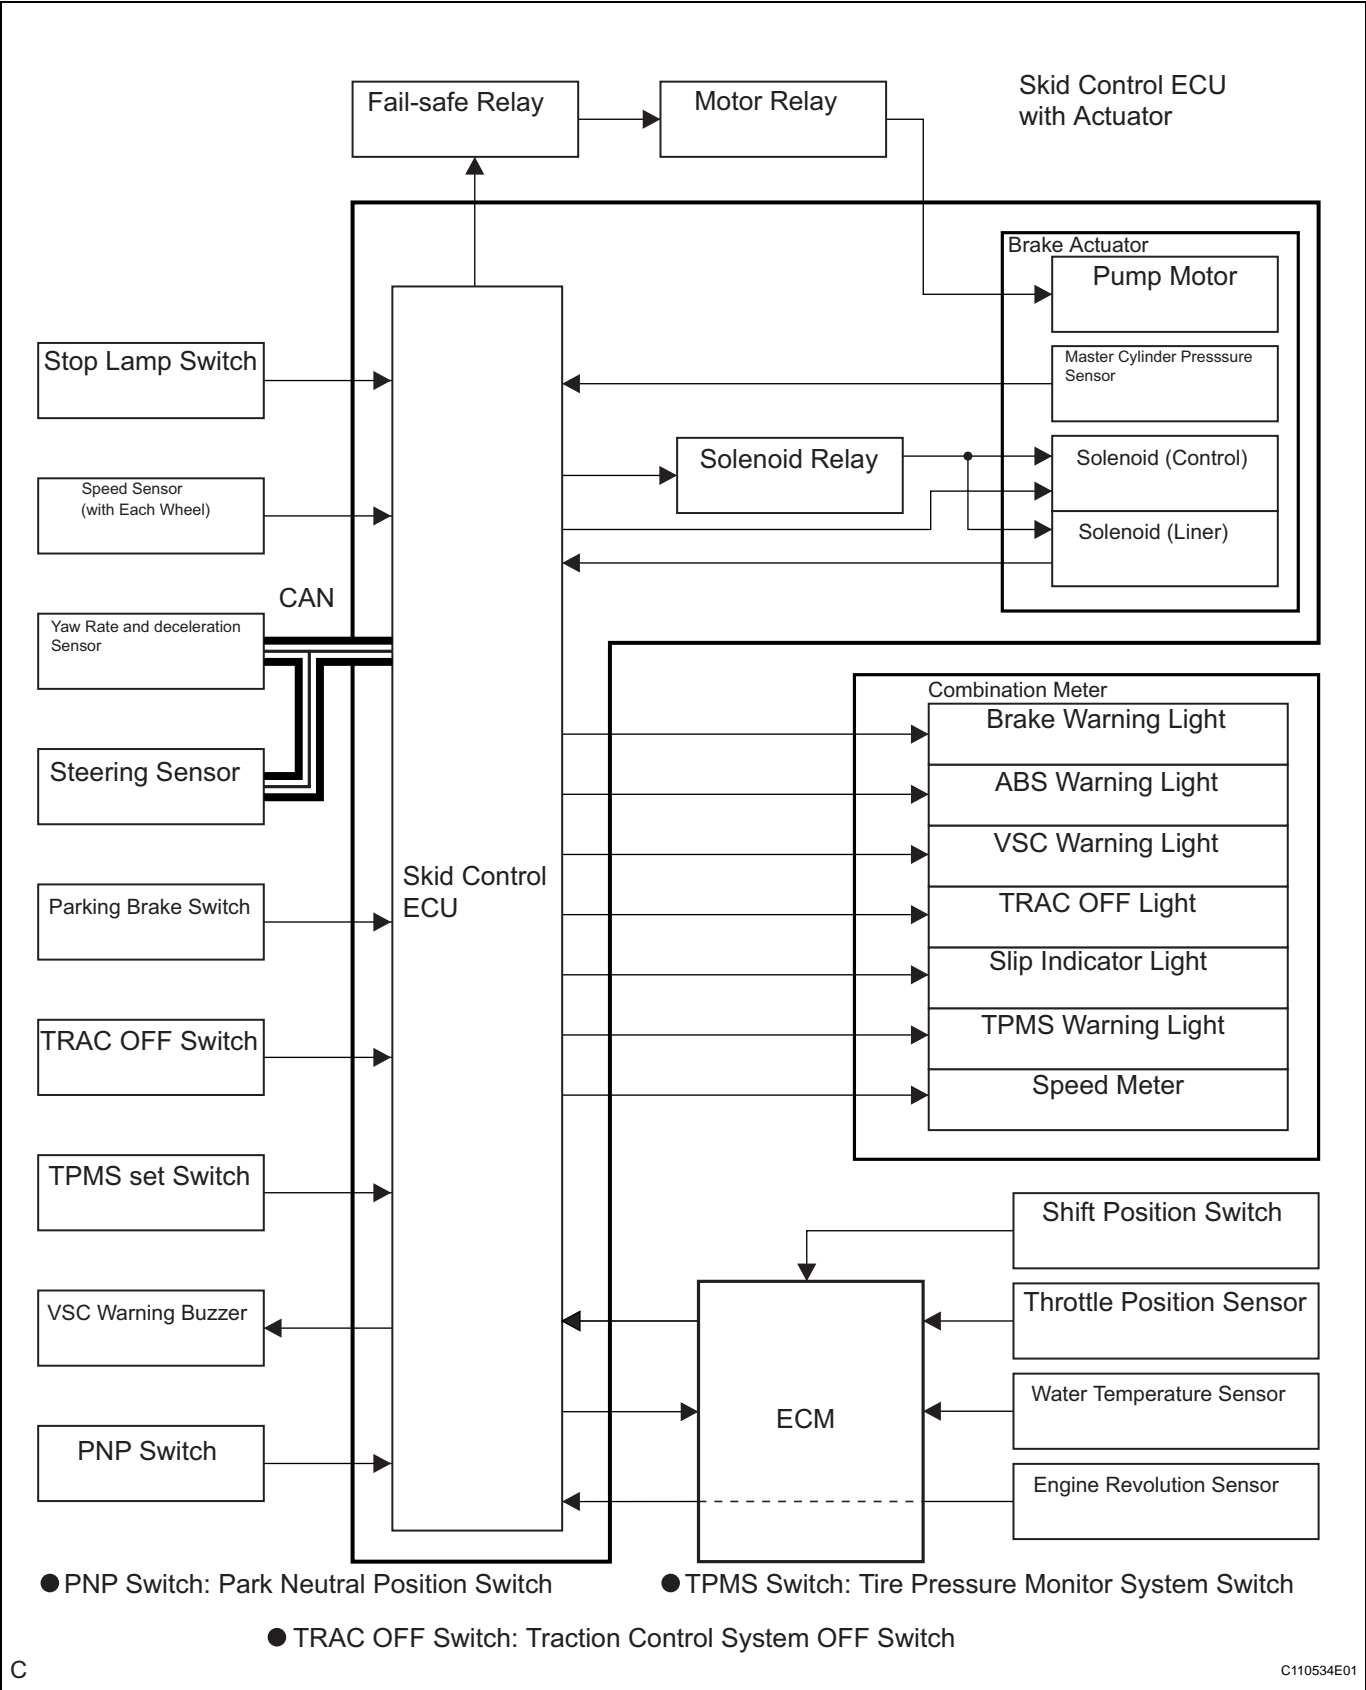 Fail-safe Relay
Motor Relay
Skid Control ECU
with Actuator
Brake Actuator
Pump Motor
Stop Lamp Switch
Master Cylinder Presssure
Sensor
Solenoid Relay
Solenoid (Control)
Speed Sensor
(with Each Wheel)
Solenoid (Liner)
CAN
Yaw Rate and deceleration
Sensor
Combination Meter
Brake Warning Light
Steering Sensor
ABS Warning Light
VSC Warning Light
Skid Control
ECU
Parking Brake Switch
TRAC OFF Light
Slip Indicator Light
TRAC OFF Switch
TPMS Warning Light
Speed Meter
TPMS set Switch
Shift Position Switch
VSC Warning Buzzer
Throttle Position Sensor
Water Temperature Sensor
ECM
PNP Switch
Engine Revolution Sensor
● PNP Switch: Park Neutral Position Switch
● TPMS Switch: Tire Pressure Monitor System Switch
● TRAC OFF Switch: Traction Control System OFF Switch
C
C110534E01